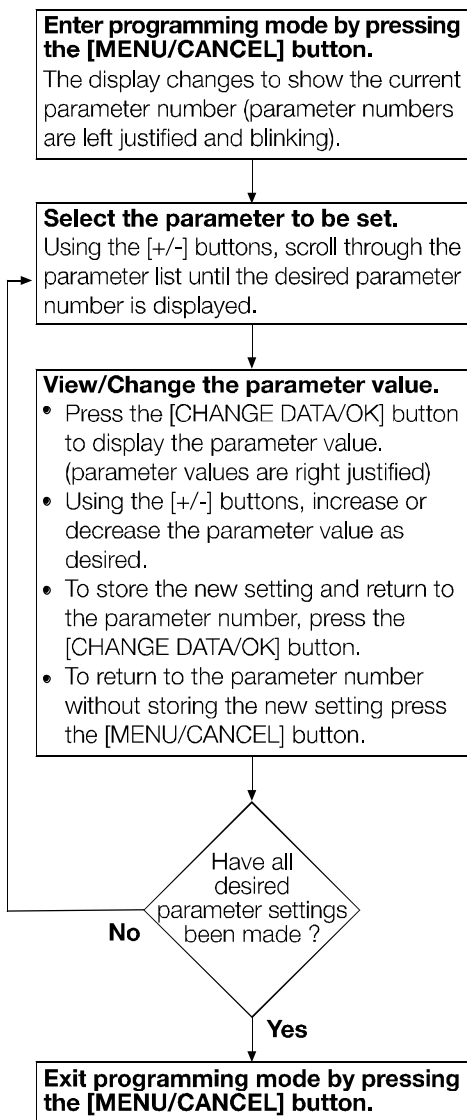 Enter programming mode by pressing
the [MENU/CANCEL] button.
The display changes to show the current
parameter number (parameter numbers
are left justified and blinking).
Select the parameter to be set.
Using the [+/-] buttons, scroll through the
parameter list until the desired parameter
number is displayed.
View/Change the parameter value.
• Press the [CHANGE DATA/OK] button
to display the parameter value.
(parameter values are right justified)
• Using the [+/-] buttons, increase or
decrease the parameter value as
desired.
• To store the new setting and return to
the parameter number, press the
[CHANGE DATA/OK] button.
• To return to the parameter number
without storing the new setting press
the [MENU/CANCEL] button.
Have all
desired
parameter settings
been made ?
No
Yes
Exit programming mode by pressing
the [MENU/CANCEL] button.